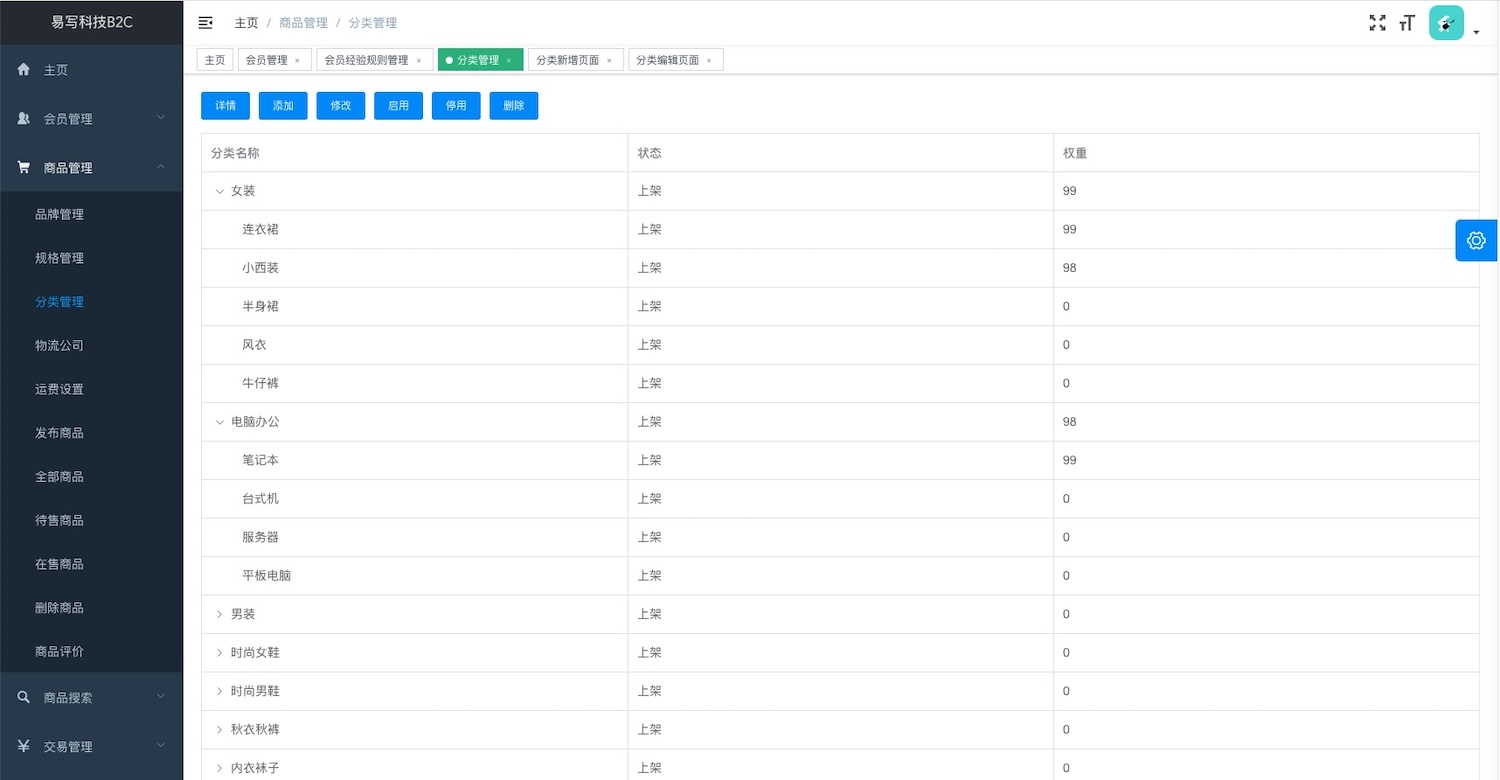 易写科技B2C
主页
会员管理
商品管理
品牌管理
规格管理
分类管理
物流公司
运费设置
发布商品
全部商品
待售商品
在售商品
删除商品
商品评价
商品搜索
交易管理
主页 / 商品管理 / 分类管理
主页 会员管理 × 会员经验规则管理 × 分类管理 × 分类新增页面 × 分类编辑页面 ×
详情 添加 修改 启用 停用 删除
分类名称 状态 权重
女装 上架 99
连衣裙 上架 99
小西装 上架 98
半身裙 上架 0
风衣 上架 0
牛仔裤 上架 0
电脑办公 上架 98
笔记本 上架 99
台式机 上架 0
服务器 上架 0
平板电脑 上架 0
男装 上架 0
时尚女鞋 上架 0
时尚男鞋 上架 0
秋衣秋裤 上架 0
内衣袜子 上架 0